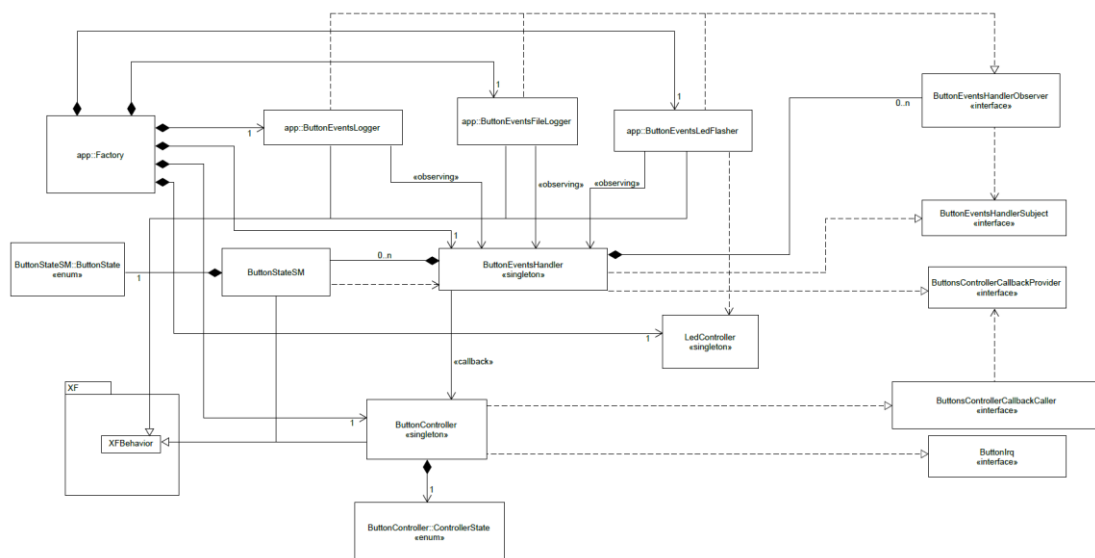 1
1
ButtonEventsHandlerObserver
«interface»
0..n
app::Factory
1
app::ButtonEventsLogger
app::ButtonEventsFileLogger
app::ButtonEventsLedFlasher
«observing»
«observing»
«observing»
ButtonEventsHandlerSubject
«interface»
1
ButtonStateSM::ButtonState
«enum»
1
ButtonStateSM
0..n
ButtonEventsHandler
«singleton»
ButtonsControllerCallbackProvider
«interface»
1
LedController
«singleton»
«callback»
XF
XFBehavior
1
ButtonController
«singleton»
ButtonsControllerCallbackCaller
«interface»
ButtonIrq
«interface»
1
ButtonController::ControllerState
«enum»